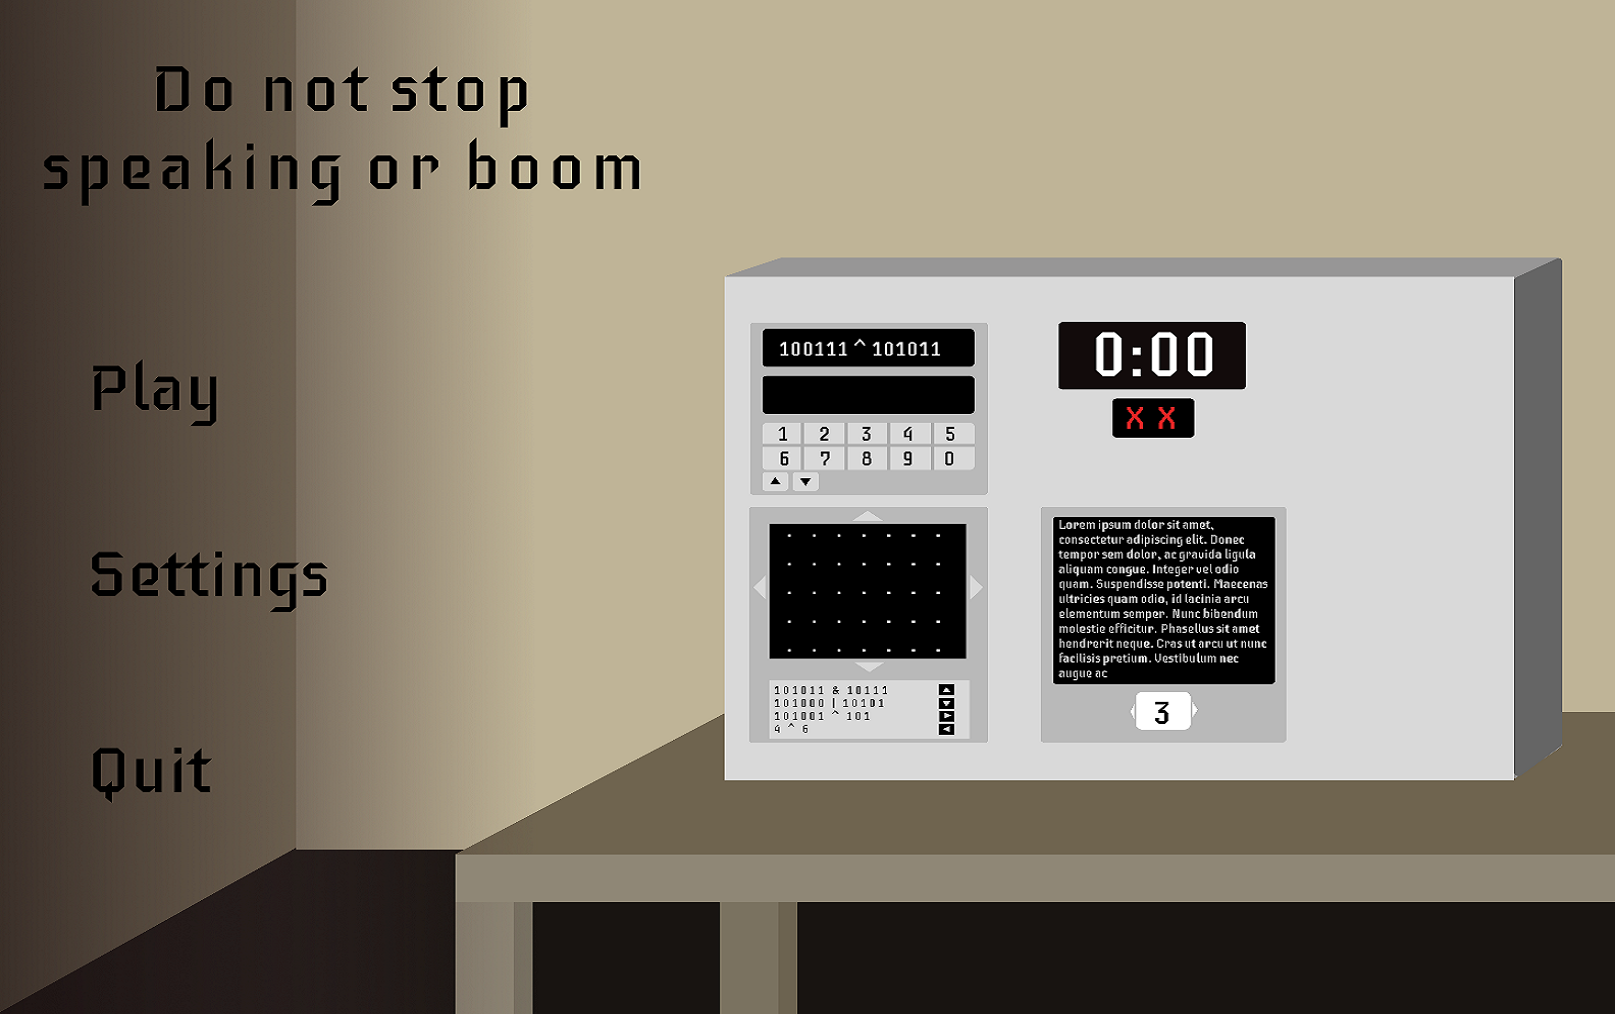 Do not stop
speaking or boom
Play
Settings
Quit
100111 ^ 101011
1 2 3 4 5
6 7 8 9 0
0:00
X X
101011 & 10111
101000 | 10101
101001 ^ 101
4 ^ 6
Lorem ipsum dolor sit amet,
consectetur adipiscing elit. Donec
tempor sem dolor, ac gravida ligula
aliquam congue. Integer vel odio
quam. Suspendisse potenti. Maecenas
ultricies quam odio, id lacinia arcu
elementum semper. Nunc bibendum
molestie efficitur. Phasellus sit amet
hendrerit neque. Cras ut arcu ut nunc
facilisis pretium. Vestibulum nec
augue ac
3